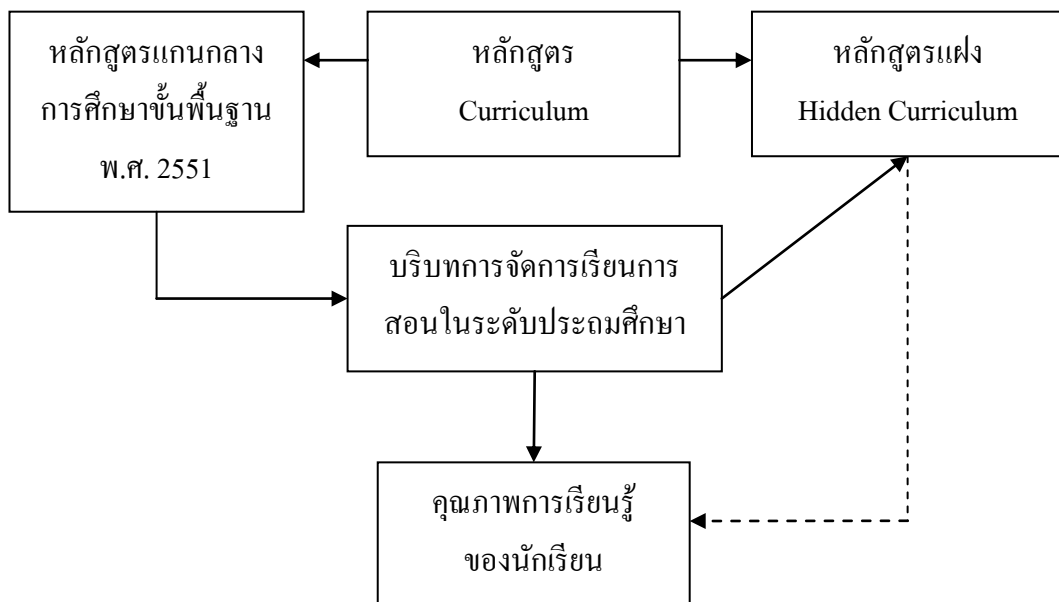 หลักสูตรแกนกลาง
การศึกษาขั้นพื้นฐาน
พ.ศ. 2551
หลักสูตร
Curriculum
หลักสูตรแฝง
Hidden Curriculum
บริบทการจัดการเรียนการ
สอนในระดับประถมศึกษา
คุณภาพการเรียนรู้
ของนักเรียน